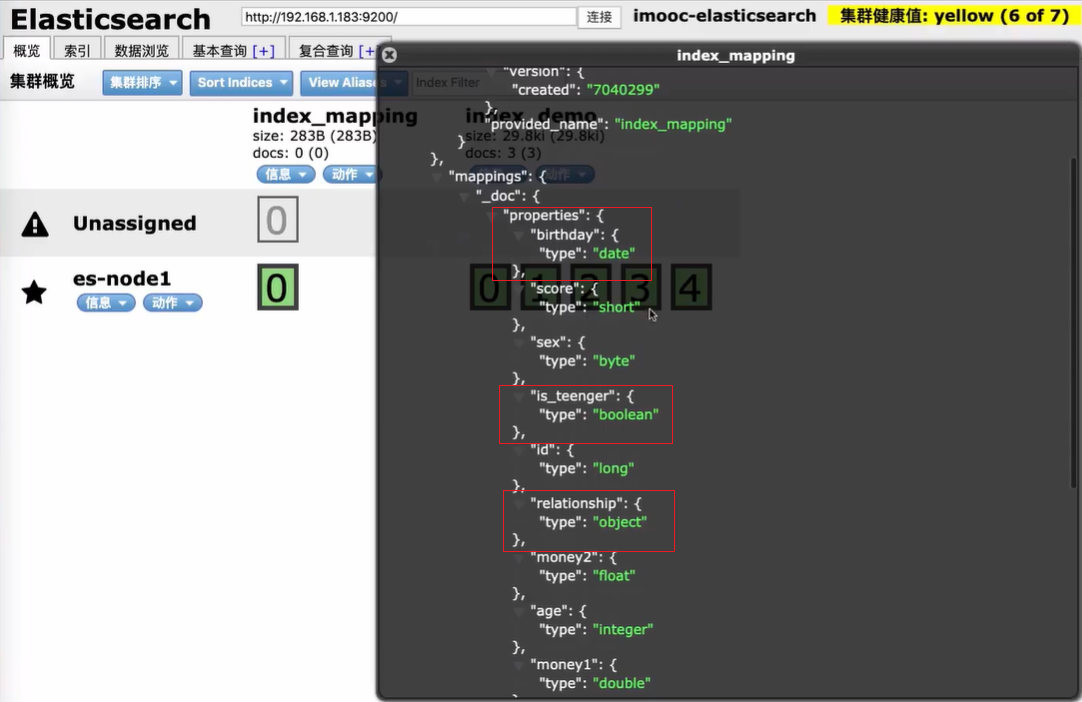 Elasticsearch
http://192.168.1.183:9200/
连接
imooc-elasticsearch
集群健康值: yellow (6 of 7)
概览
索引
数据浏览
基本查询 [+]
复合查询 [+]
集群概览
集群排序
Sort Indices
View Aliases
Index Filter
index_mapping
size: 283B (283B)
docs: 0 (0)
信息
动作
index_demo
size: 29.8ki (29.8ki)
docs: 3 (3)
动作
Unassigned
0
es-node1
信息
动作
0
0 1 2 3 4
index_mapping
"version": {
"created": "7040299"
},
"provided_name": "index_mapping"
}
},
"mappings": {
"_doc": {
"properties": {
"birthday": {
"type": "date"
},
"score": {
"type": "short"
},
"sex": {
"type": "byte"
},
"is_teenger": {
"type": "boolean"
},
"id": {
"type": "long"
},
"relationship": {
"type": "object"
},
"money2": {
"type": "float"
},
"age": {
"type": "integer"
},
"money1": {
"type": "double"